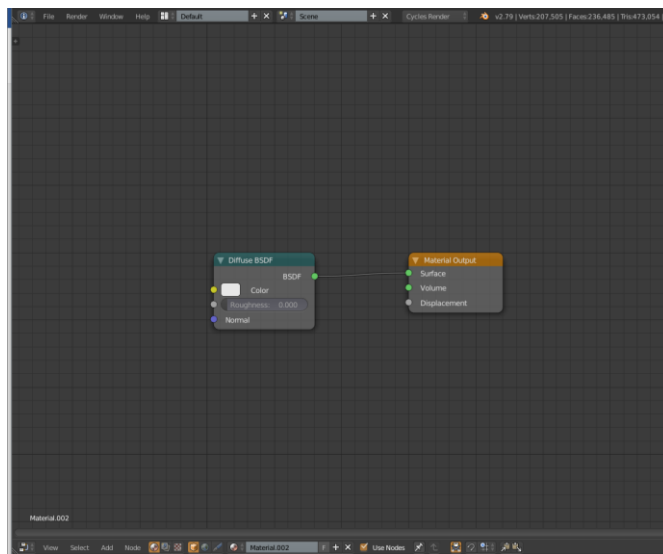 File Render Window Help Default Scene Cycles Render v2.79 | Verts:207,505 | Faces:236,485 | Tris:473,054
Diffuse BSDF
BSDF
Color
Roughness: 0.000
Normal
Material Output
Surface
Volume
Displacement
Material.002
View Select Add Node Material.002 F Use Nodes